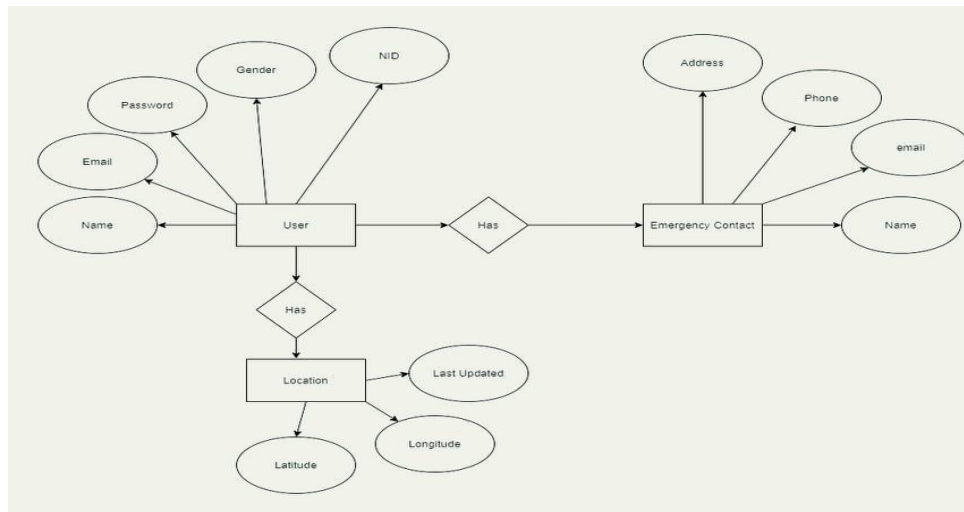 NID
Gender
Address
Phone
Password
Email
email
Name
User
Has
Emergency Contact
Name
Has
Location
Last Updated
Longitude
Latitude